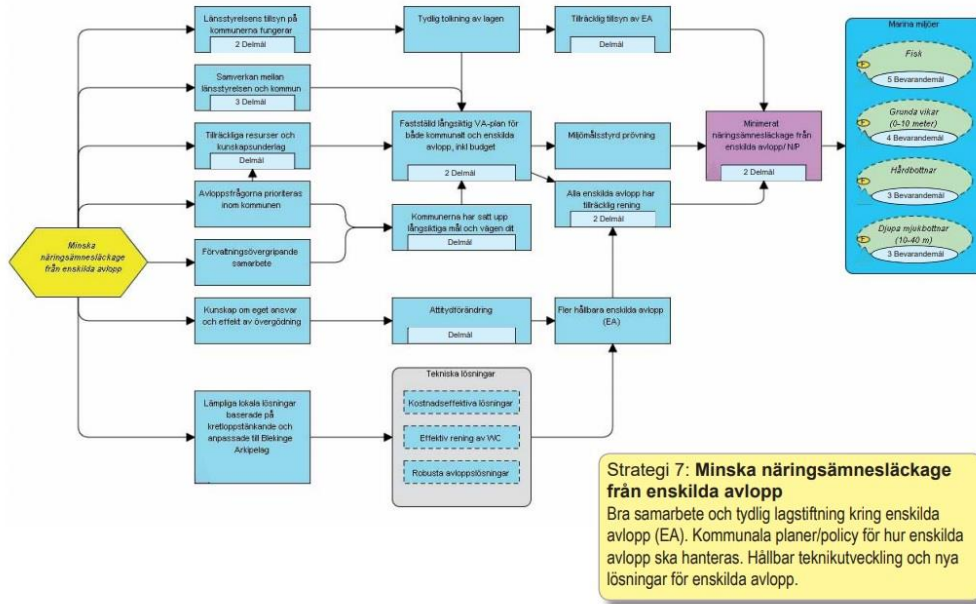 Länsstyrelsens tillsyn på
kommunerna fungerar
2 Delmål
Tydlig tolkning av lagen
Tillräcklig tillsyn av EA
Delmål
Samverkan mellan
länsstyrelsen och kommun
3 Delmål
Tillräckliga resurser och
kunskapsunderlag
Delmål
Fastställd långsiktig VA-plan för
både kommunalt och enskilda
avlopp, inkl budget
2 Delmål
Miljömålsstyrd prövning
Minimerat
näringsämnesläckage från
enskilda avlopp/ N/P
2 Delmål
Avloppsfrågorna prioriteras
inom kommunen
Alla enskilda avlopp har
tillräcklig rening
2 Delmål
Kommunerna har satt upp
långsiktiga mål och vägen dit
Delmål
Minska
näringsämnesläckage
från enskilda avlopp
Förvaltningsövergripande
samarbete
Kunskap om eget ansvar
och effekt av övergödning
Attitydförändring
Delmål
Fler hållbara enskilda avlopp
(EA)
Lämpliga lokala lösningar
baserade på
kretloppstänkande och
anpassade till Blekinge
Arkipelag
Tekniska lösningar
Kostnadseffektiva lösningar
Effektiv rening av WC
Robusta avloppslösningar
Marina miljöer
Fisk
5 Bevarandemål
Grunda vikar
(0-10 meter)
4 Bevarandemål
Hårdbottnar
3 Bevarandemål
Djupa mjukbottnar
(10-40 m)
3 Bevarandemål
Strategi 7: Minska näringsämnesläckage
från enskilda avlopp
Bra samarbete och tydlig lagstiftning kring enskilda
avlopp (EA). Kommunala planer/policy för hur enskilda
avlopp ska hanteras. Hållbar teknikutveckling och nya
lösningar för enskilda avlopp.